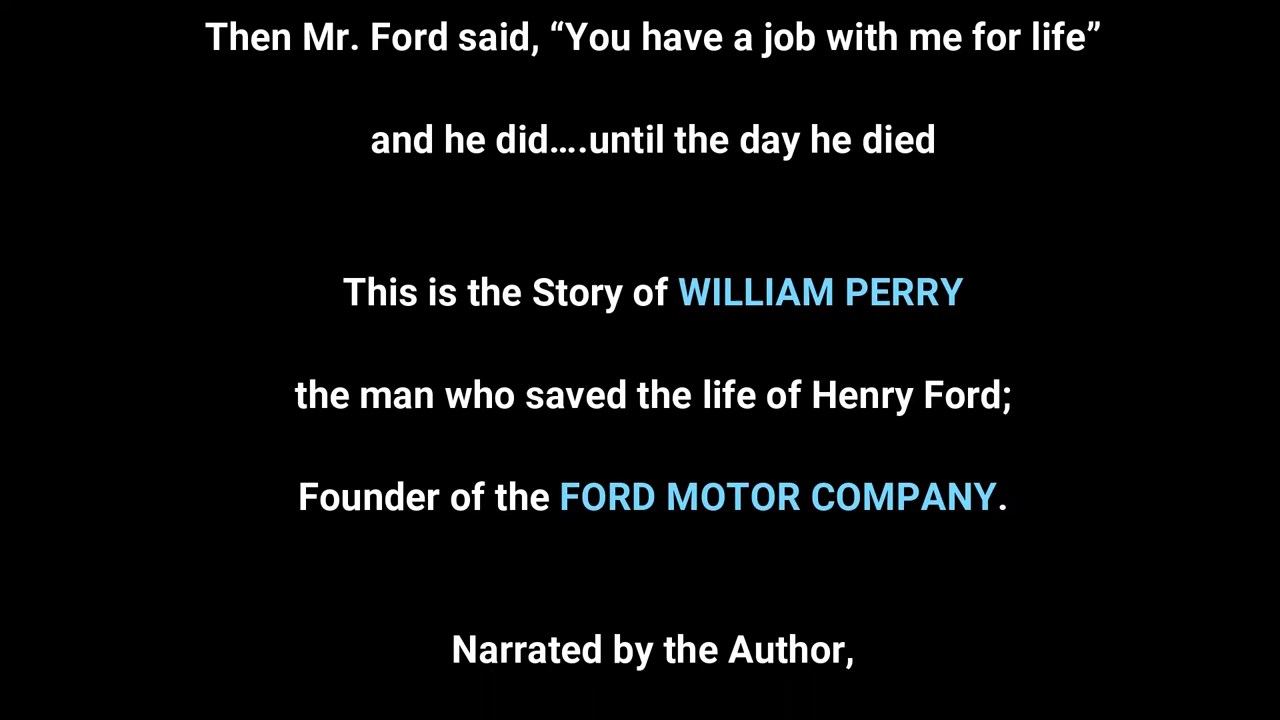 Then Mr. Ford said, “You have a job with me for life”
and he did....until the day he died
This is the Story of WILLIAM PERRY
the man who saved the life of Henry Ford;
Founder of the FORD MOTOR COMPANY.
Narrated by the Author,